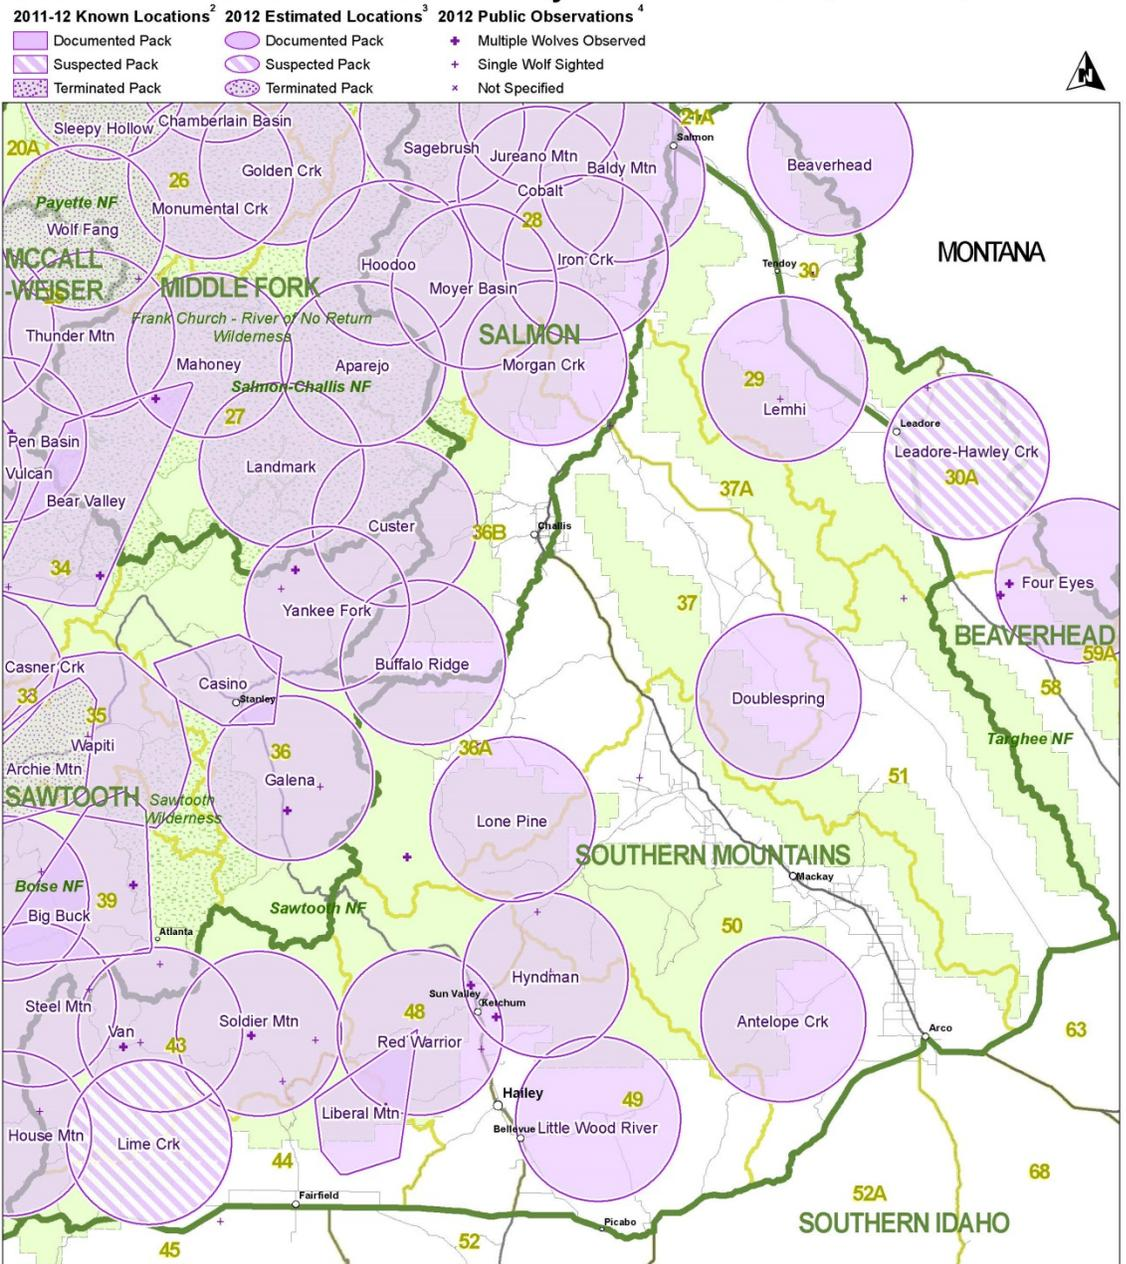 2011-12 Known Locations2
2012 Estimated Locations3
2012 Public Observations 4
Documented Pack
Documented Pack
Multiple Wolves Observed
Suspected Pack
Suspected Pack
Single Wolf Sighted
Terminated Pack
Terminated Pack
Not Specified
N
Sleepy Hollow
Chamberlain Basin
21A
Salmon
20A
Sagebrush
Jureano Mtn
Baldy Mtn
Beaverhead
Golden Crk
26
Cobalt
Payette NF
Monumental Crk
28
Wolf Fang
MCCALL
-WEISER
MONTANA
Hoodoo
Iron Crk
Tendoy
30
MIDDLE FORK
Moyer Basin
Frank Church - River of No Return
Wilderness
Thunder Mtn
SALMON
Mahoney
Aparejo
Morgan Crk
Salmon-Challis NF
29
Lemhi
27
Leadore
Pen Basin
Leadore-Hawley Crk
Vulcan
Landmark
30A
Bear Valley
37A
Custer
36B
Challis
34
Yankee Fork
Four Eyes
37
BEAVERHEAD
59A
Casner Crk
Buffalo Ridge
Casino
Stanley
58
33
35
Doublespring
Wapiti
36
36A
Targhee NF
Archie Mtn
Galena
51
SAWTOOTH
Sawtooth
Wilderness
Lone Pine
SOUTHERN MOUNTAINS
Mackay
Boise NF
39
Big Buck
Sawtooth NF
Atlanta
50
Hyndman
Steel Mtn
Sun Valley
Ketchum
Van
Soldier Mtn
48
Antelope Crk
Arco
43
Red Warrior
63
Hailey
49
Liberal Mtn
House Mtn
Lime Crk
Bellevue
Little Wood River
44
68
52A
Fairfield
Picabo
SOUTHERN IDAHO
45
52